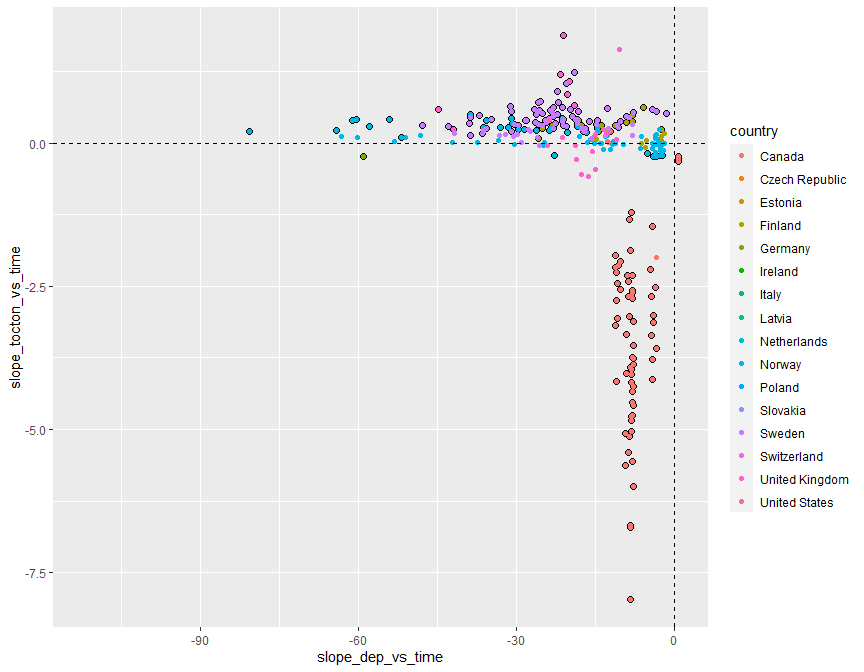 0.0
-2.5
-5.0
-7.5
slope_tocton_vs_time
-90
-60
-30
0
slope_dep_vs_time
country
Canada
Czech Republic
Estonia
Finland
Germany
Ireland
Italy
Latvia
Netherlands
Norway
Poland
Slovakia
Sweden
Switzerland
United Kingdom
United States